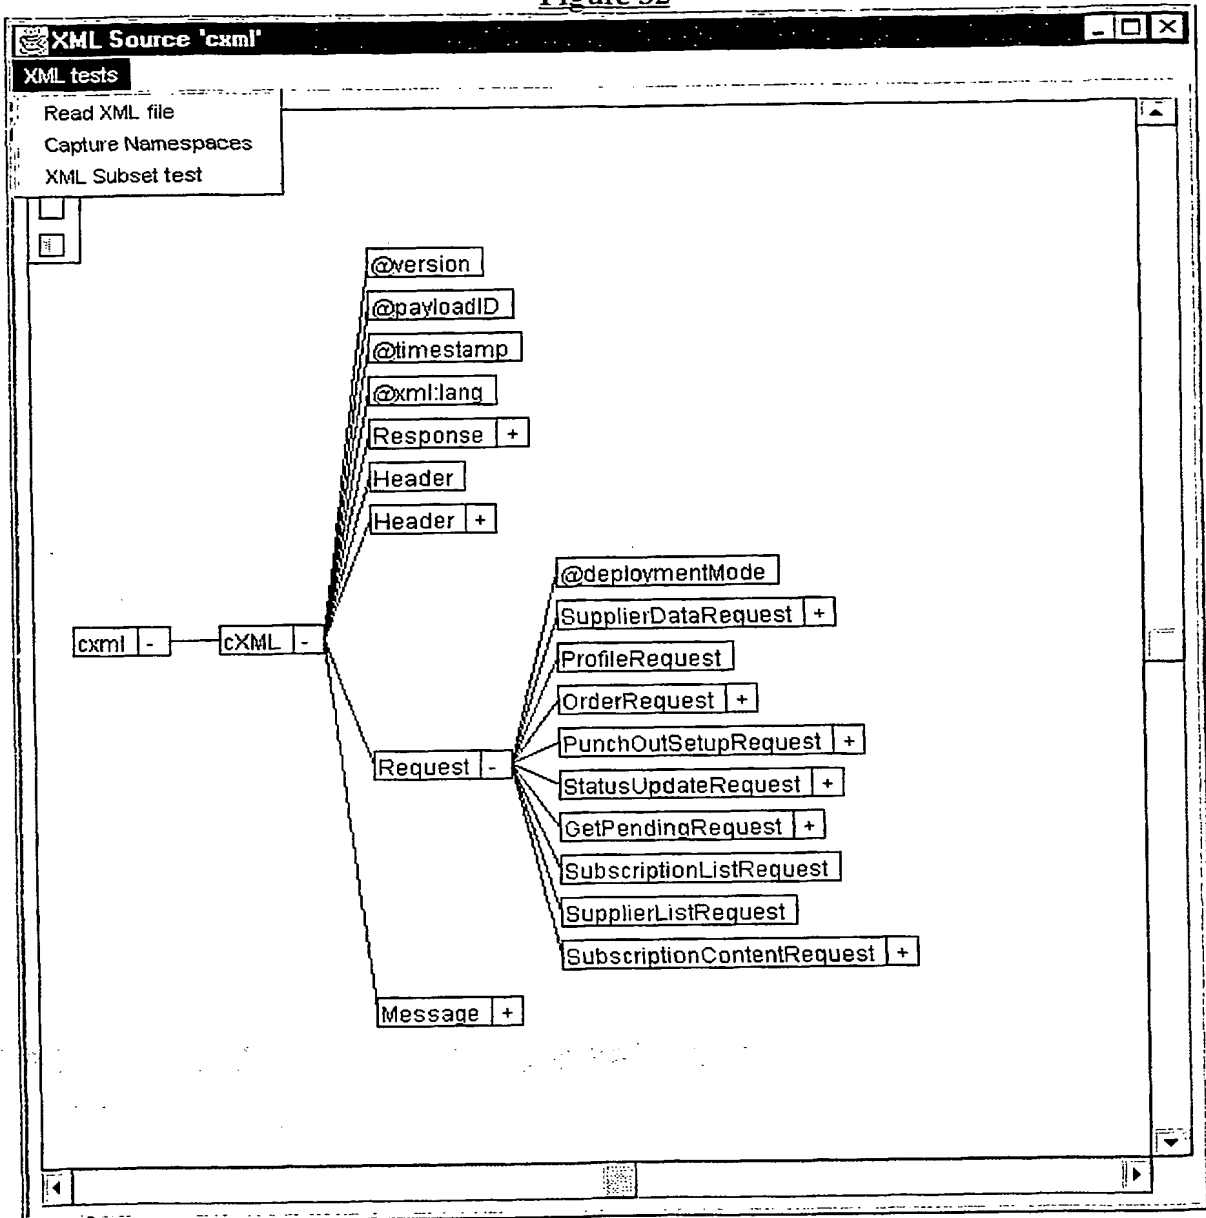 XML Source 'cxml'
XML tests
Read XML file
Capture Namespaces
XML Subset test
@version
@payloadID
@timestamp
@xml:lang
Response +
Header
Header +
@deploymentMode
SupplierDataRequest +
cxml -
cXML -
ProfileRequest
OrderRequest +
PunchOutSetupRequest +
Request -
StatusUpdateRequest +
GetPendingRequest +
SubscriptionListRequest
SupplierListRequest
SubscriptionContentRequest +
Message +